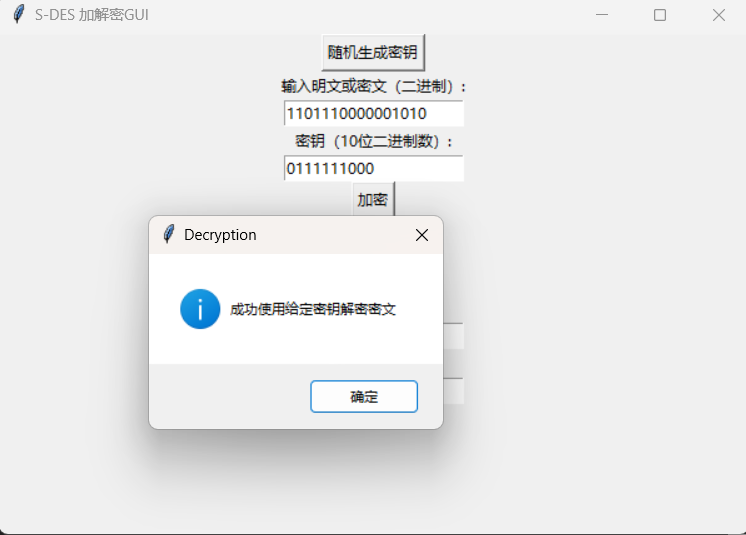 S-DES 加解密GUI
随机生成密钥
输入明文或密文（二进制）：
1101110000001010
密钥（10位二进制数）：
0111111000
加密
Decryption
成功使用给定密钥解密密文
确定